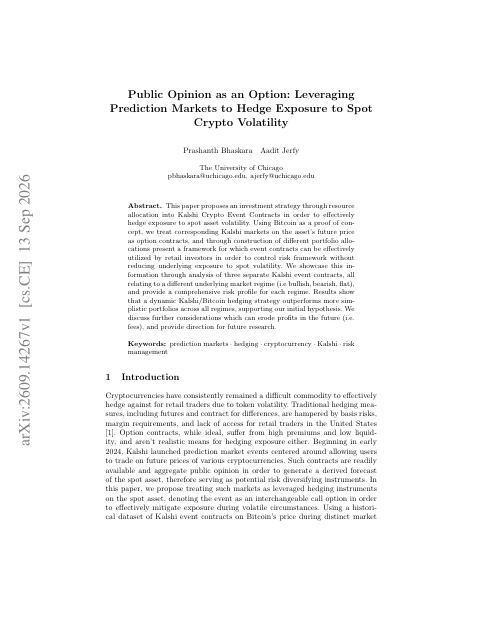 Public Opinion as an Option: Leveraging
Prediction Markets to Hedge Exposure to Spot
Crypto Volatility
Prashanth Bhaskara Aadit Jerfy
The University of Chicago
pbhaskara@uchicago.edu, ajerfy@uchicago.edu
Abstract. This paper proposes an investment strategy through resource
allocation into Kalshi Crypto Event Contracts in order to effectively
hedge exposure to spot asset volatility. Using Bitcoin as a proof of con-
cept, we treat corresponding Kalshi markets on the asset's future price
as option contracts, and through construction of different portfolio allo-
cations present a framework for which event contracts can be effectively
utilized by retail investors in order to control risk framework without
reducing underlying exposure to spot volatility. We showcase this in-
formation through analysis of three separate Kalshi event contracts, all
relating to a different underlying market regime (i.e bullish, bearish, flat),
and provide a comprehensive risk profile for each regime. Results show
that a dynamic Kalshi/Bitcoin hedging strategy outperforms more sim-
plistic portfolios across all regimes, supporting our initial hypothesis. We
discuss further considerations which can erode profits in the future (i.e.
fees), and provide direction for future research.
Keywords: prediction markets · hedging · cryptocurrency · Kalshi · risk
management
1 Introduction
Cryptocurrencies have consistently remained a difficult commodity to effectively
hedge against for retail traders due to token volatility. Traditional hedging mea-
sures, including futures and contract for differences, are hampered by basis risks,
margin requirements, and lack of access for retail traders in the United States
[1]. Option contracts, while ideal, suffer from high premiums and low liquid-
ity, and aren't realistic means for hedging exposure either. Beginning in early
2024, Kalshi launched prediction market events centered around allowing users
to trade on future prices of various cryptocurrencies. Such contracts are readily
available and aggregate public opinion in order to generate a derived forecast
of the spot asset, therefore serving as potential risk diversifying instruments. In
this paper, we propose treating such markets as leveraged hedging instruments
on the spot asset, denoting the event as an interchangeable call option in order
to effectively mitigate exposure during volatile circumstances. Using a histori-
cal dataset of Kalshi event contracts on Bitcoin's price during distinct market
arXiv:2609.14267v1 [cs.CE] 13 Sep 2026